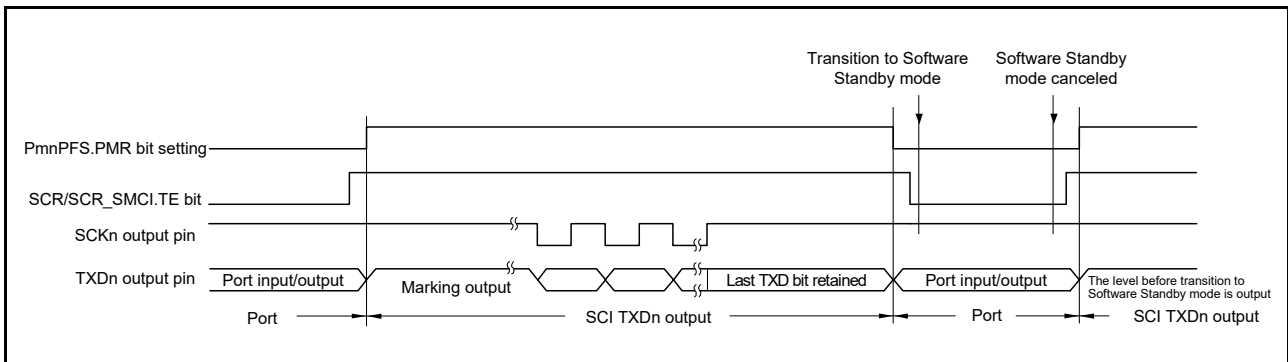 Transition to Software
Standby mode
Software Standby
mode canceled
PmnPFS.PMR bit setting
SCR/SCR_SMCI.TE bit
SCKn output pin
TXDn output pin
Port input/output
Marking output
Last TXD bit retained
Port input/output
The level before transition to
Software Standby mode is output
Port
SCI TXDn output
Port
SCI TXDn output